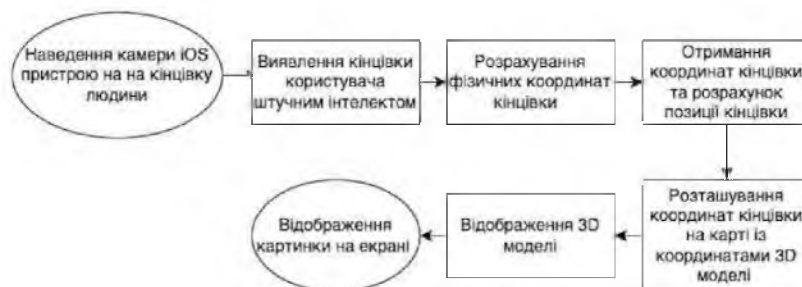 Наведення камери iOS
пристрою на на кінцівку
людини
Виявлення кінцівки
користувача
штучним інтелектом
Розрахування
фізичних координат
кінцівки
Отримання
координат кінцівки
та розрахунок
позиції кінцівки
Розташування
координат кінцівки
на карті із
координатами 3D
моделі
Відображення 3D
моделі
Відображення
картинки на екрані